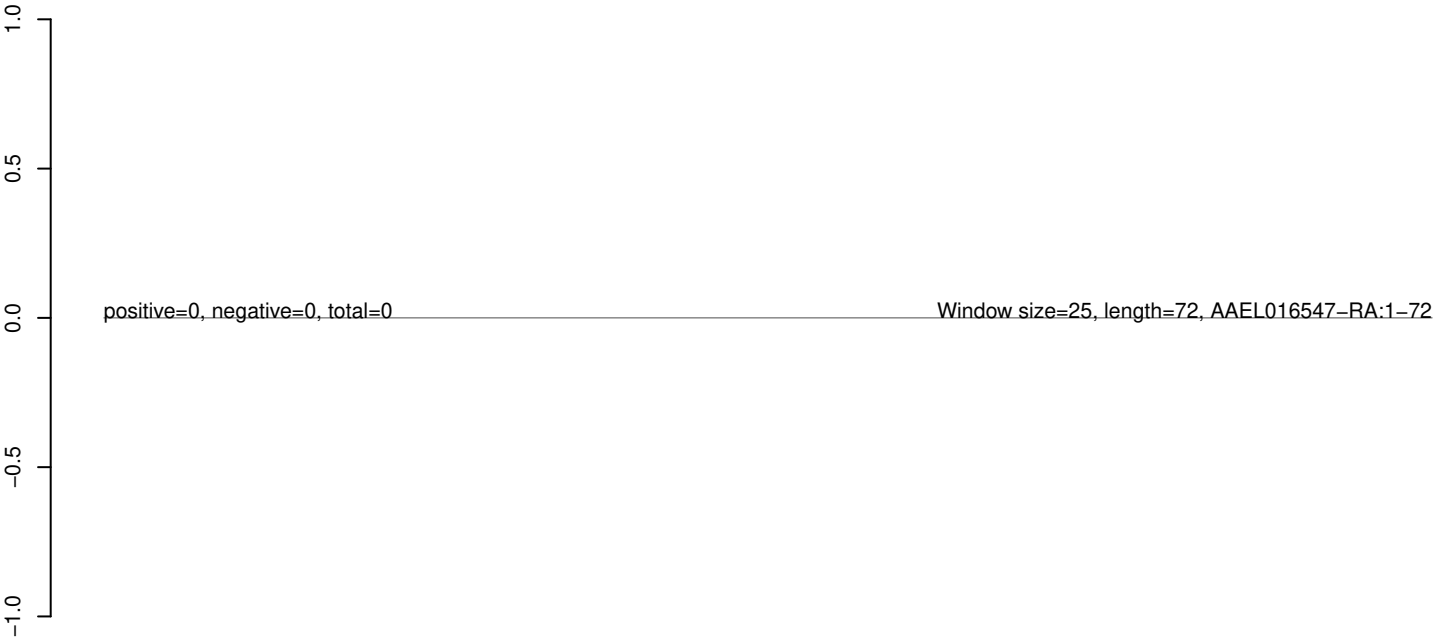 1.0
0.5
0.0
−0.5
−1.0
positive=0, negative=0, total=0
Window size=25, length=72, AAEL016547−RA:1−72